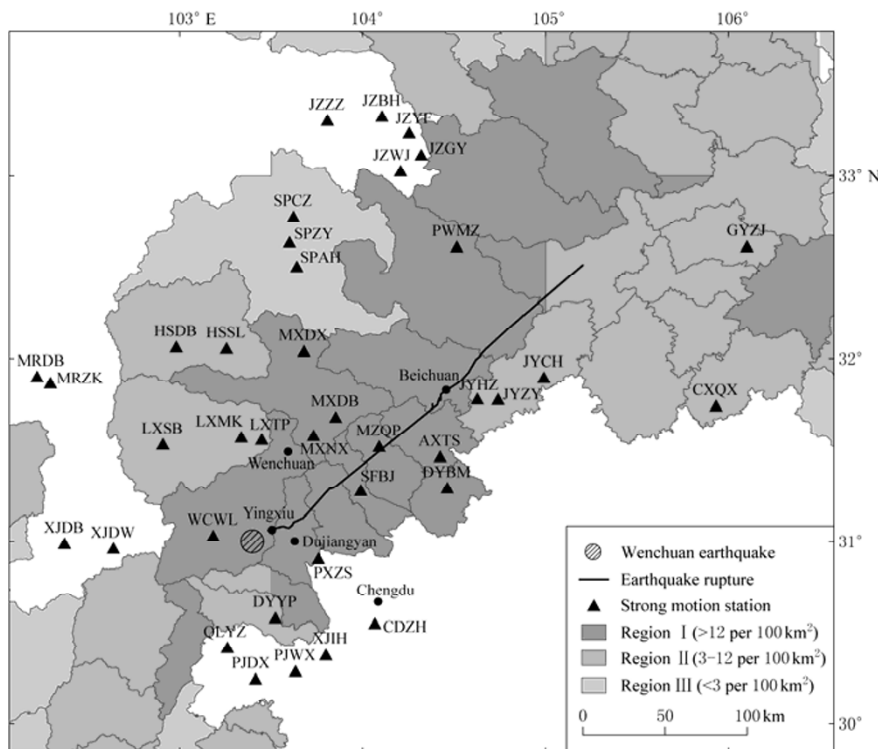 103° E
104°
105°
106°
JZZZ
JZBH
JZYF
JZGY
JZWJ
33° N
SPCZ
SPZY
SPAH
PWMZ
GYZJ
HSDB
HSSL
MXDX
32°
MRDB
MRZK
Beichuan
JYCH
JYHZ
JYZY
CXQX
MXDB
LXMK
LXTP
LXSB
MZQP
AXTS
MXNX
Wenchuan
DYBM
SFBJ
Yingxiu
WCWL
XJDB
XJDW
Dujiangyan
31°
PXZS
Chengdu
DYYP
CDZH
QLYZ
XJIH
PJWX
PJDX
30°
Wenchuan earthquake
Earthquake rupture
Strong motion station
Region Ⅰ (>12 per 100 km²)
Region Ⅱ (3−12 per 100 km²)
Region Ⅲ (<3 per 100 km²)
0 50 100 km